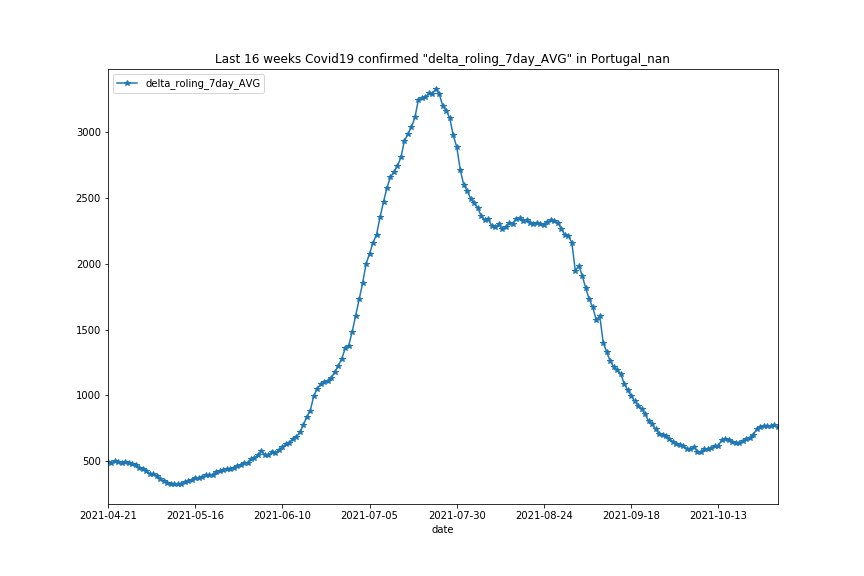 Last 16 weeks Covid19 confirmed "delta_roling_7day_AVG" in Portugal_nan
delta_roling_7day_AVG
3000
2500
2000
1500
1000
500
2021-04-21 2021-05-16 2021-06-10 2021-07-05 2021-07-30 2021-08-24 2021-09-18 2021-10-13
date